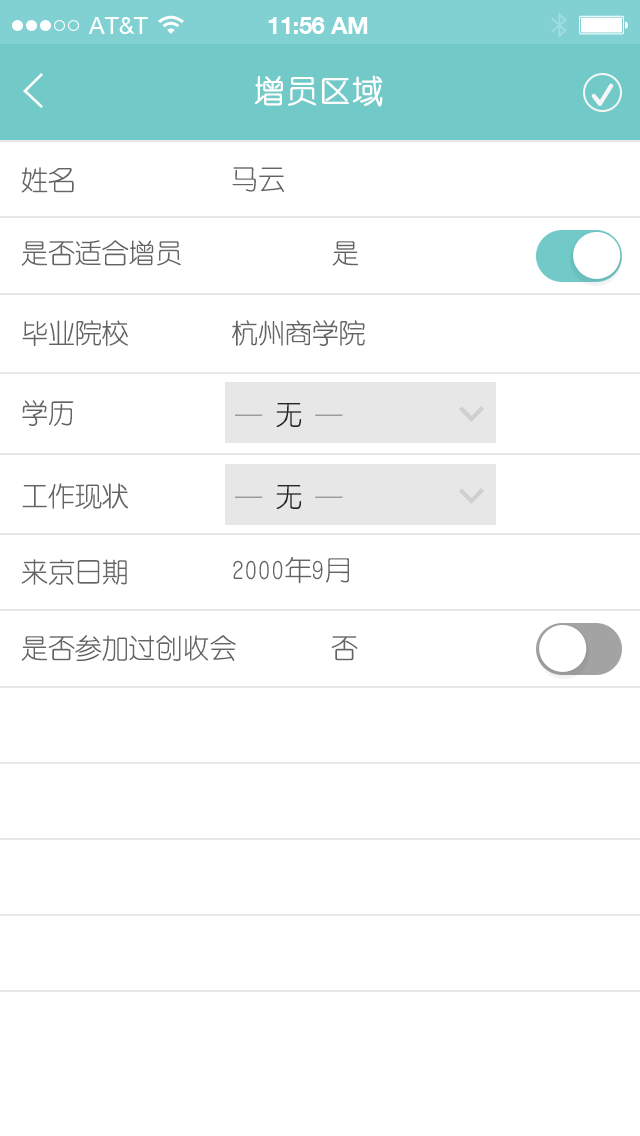 AT&T 11:56 AM
增员区域
姓名 马云
是否适合增员 是
毕业院校 杭州商学院
学历 — 无 —
工作现状 — 无 —
来京日期 2000年9月
是否参加过创收会 否